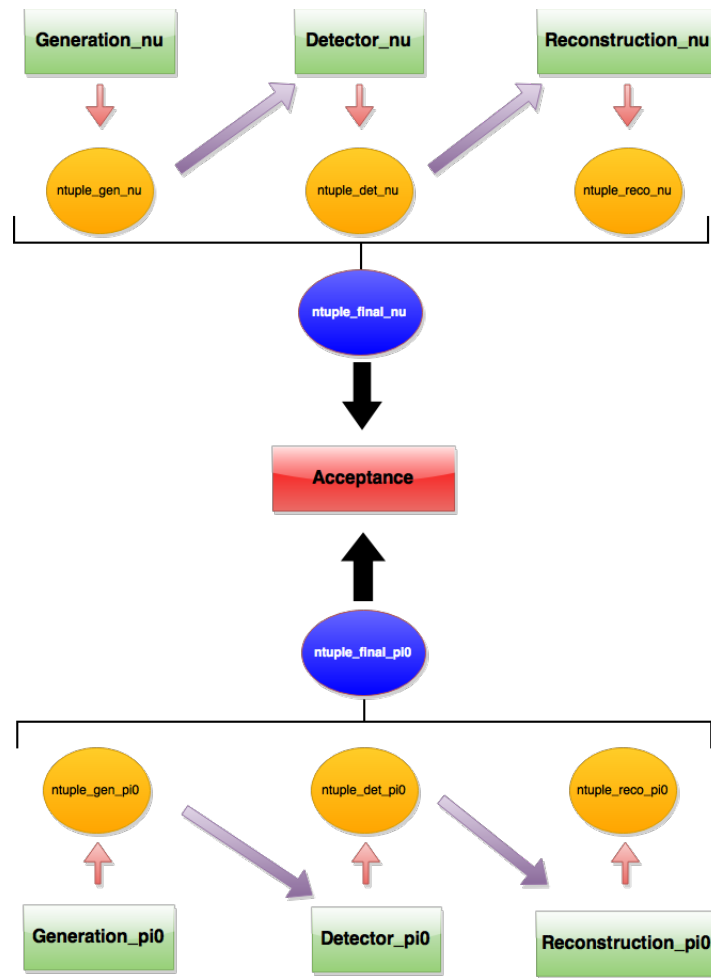 Generation_nu
Detector_nu
Reconstruction_nu
ntuple_gen_nu
ntuple_det_nu
ntuple_reco_nu
ntuple_final_nu
Acceptance
ntuple_final_pi0
ntuple_gen_pi0
ntuple_det_pi0
ntuple_reco_pi0
Generation_pi0
Detector_pi0
Reconstruction_pi0